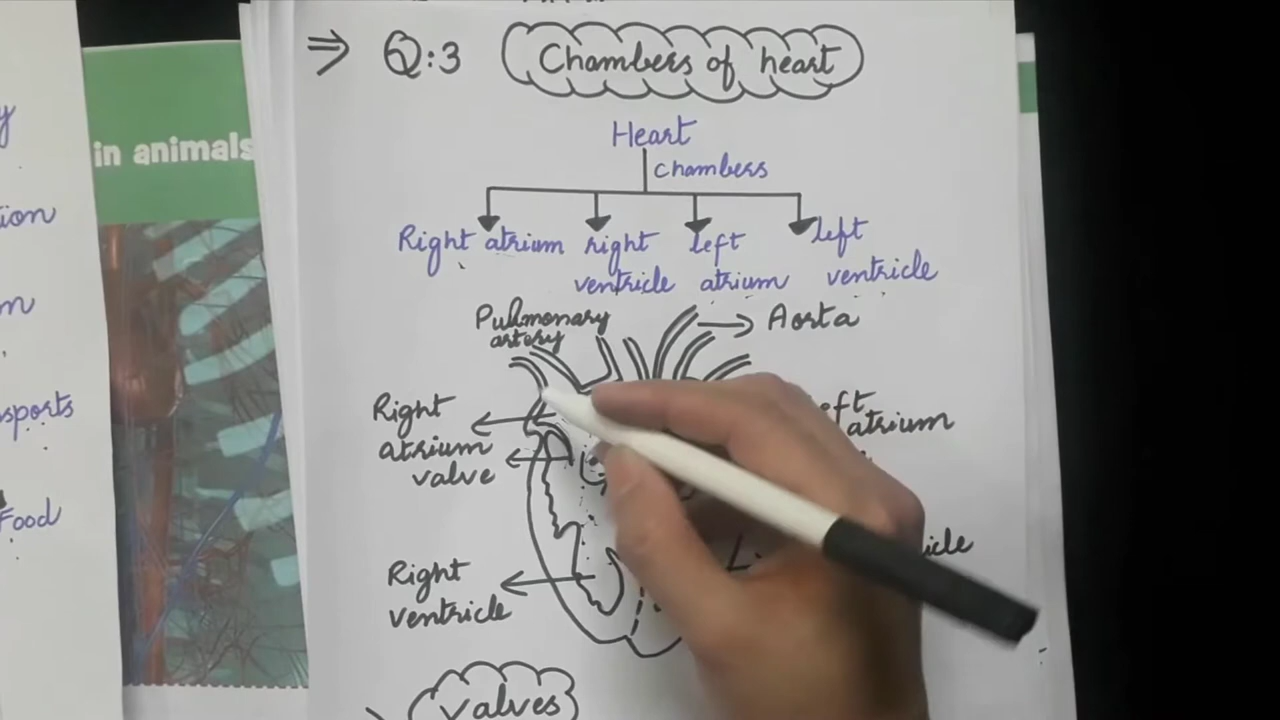 ⇒ Q:3 Chambers of heart
Heart
chambers
Right atrium right left left
ventricle atrium ventricle
Pulmonary
artery
Aorta
Right
atrium
valve
atrium
Right
ventricle
valves
in animals
sports
Food